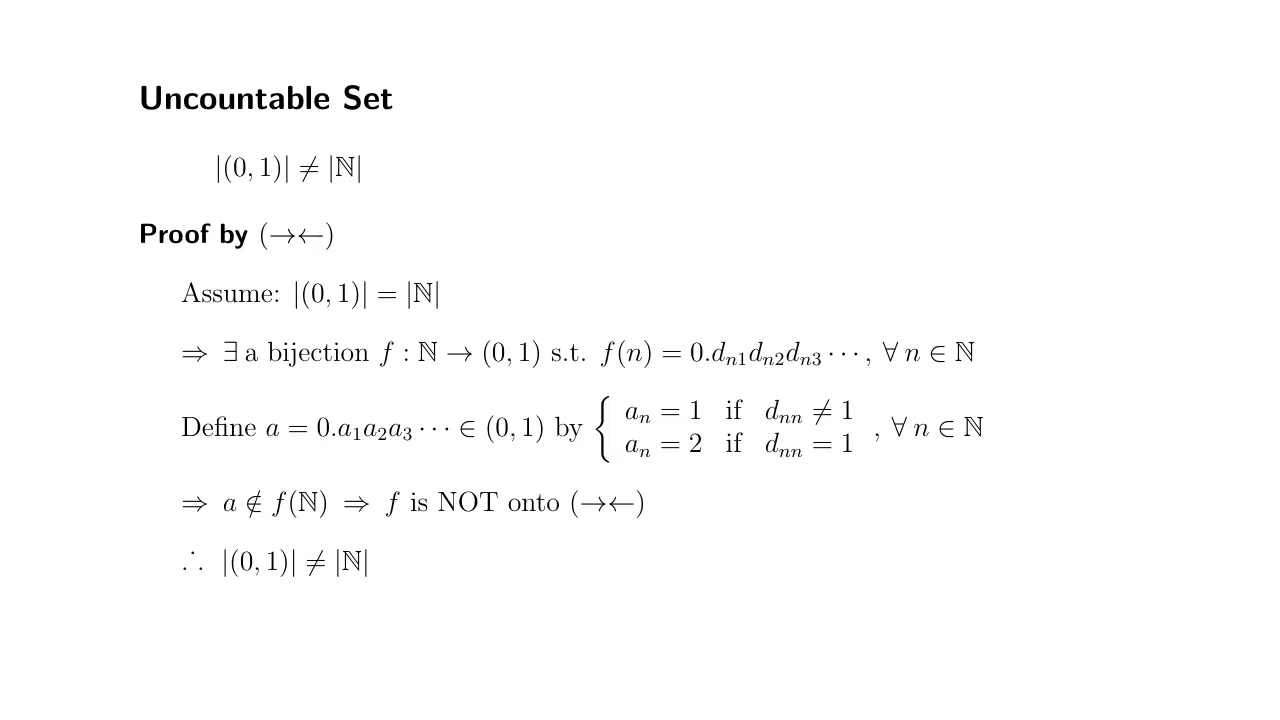 Uncountable Set
|(0, 1)| ≠ |ℕ|
Proof by (→←)
Assume: |(0, 1)| = |ℕ|
⇒ ∃ a bijection f : ℕ → (0, 1) s.t. f(n) = 0.d_{n1}d_{n2}d_{n3} ⋯ , ∀ n ∈ ℕ
Define a = 0.a₁a₂a₃ ⋯ ∈ (0, 1) by { a_n = 1 if d_{nn} ≠ 1
a_n = 2 if d_{nn} = 1 , ∀ n ∈ ℕ
⇒ a ∉ f(ℕ) ⇒ f is NOT onto (→←)
∴ |(0, 1)| ≠ |ℕ|